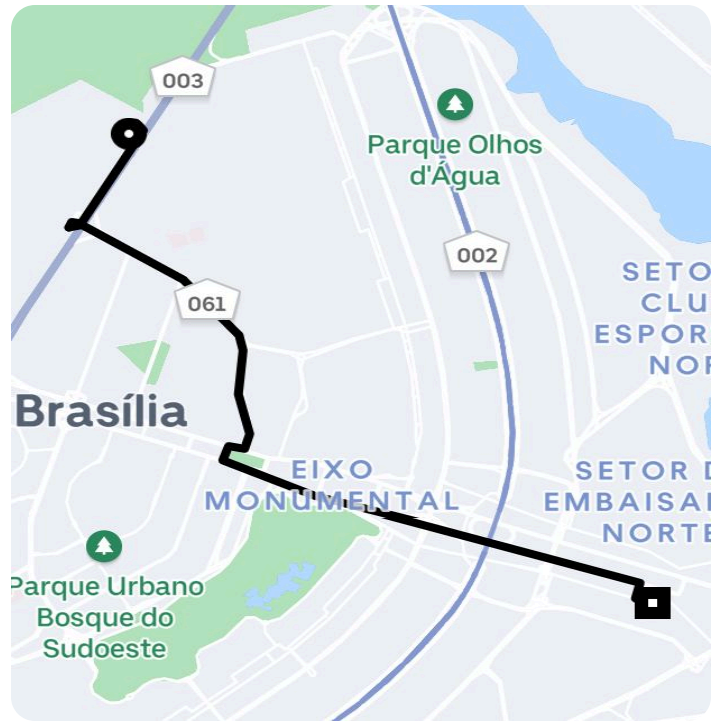 003
Parque Olhos
d'Água
002
SETO
CLU
ESPOR
NOR
061
Brasília
EIXO
MONUMENTAL
SETOR D
EMBAIXA
NORTE
Parque Urbano
Bosque do
Sudoeste